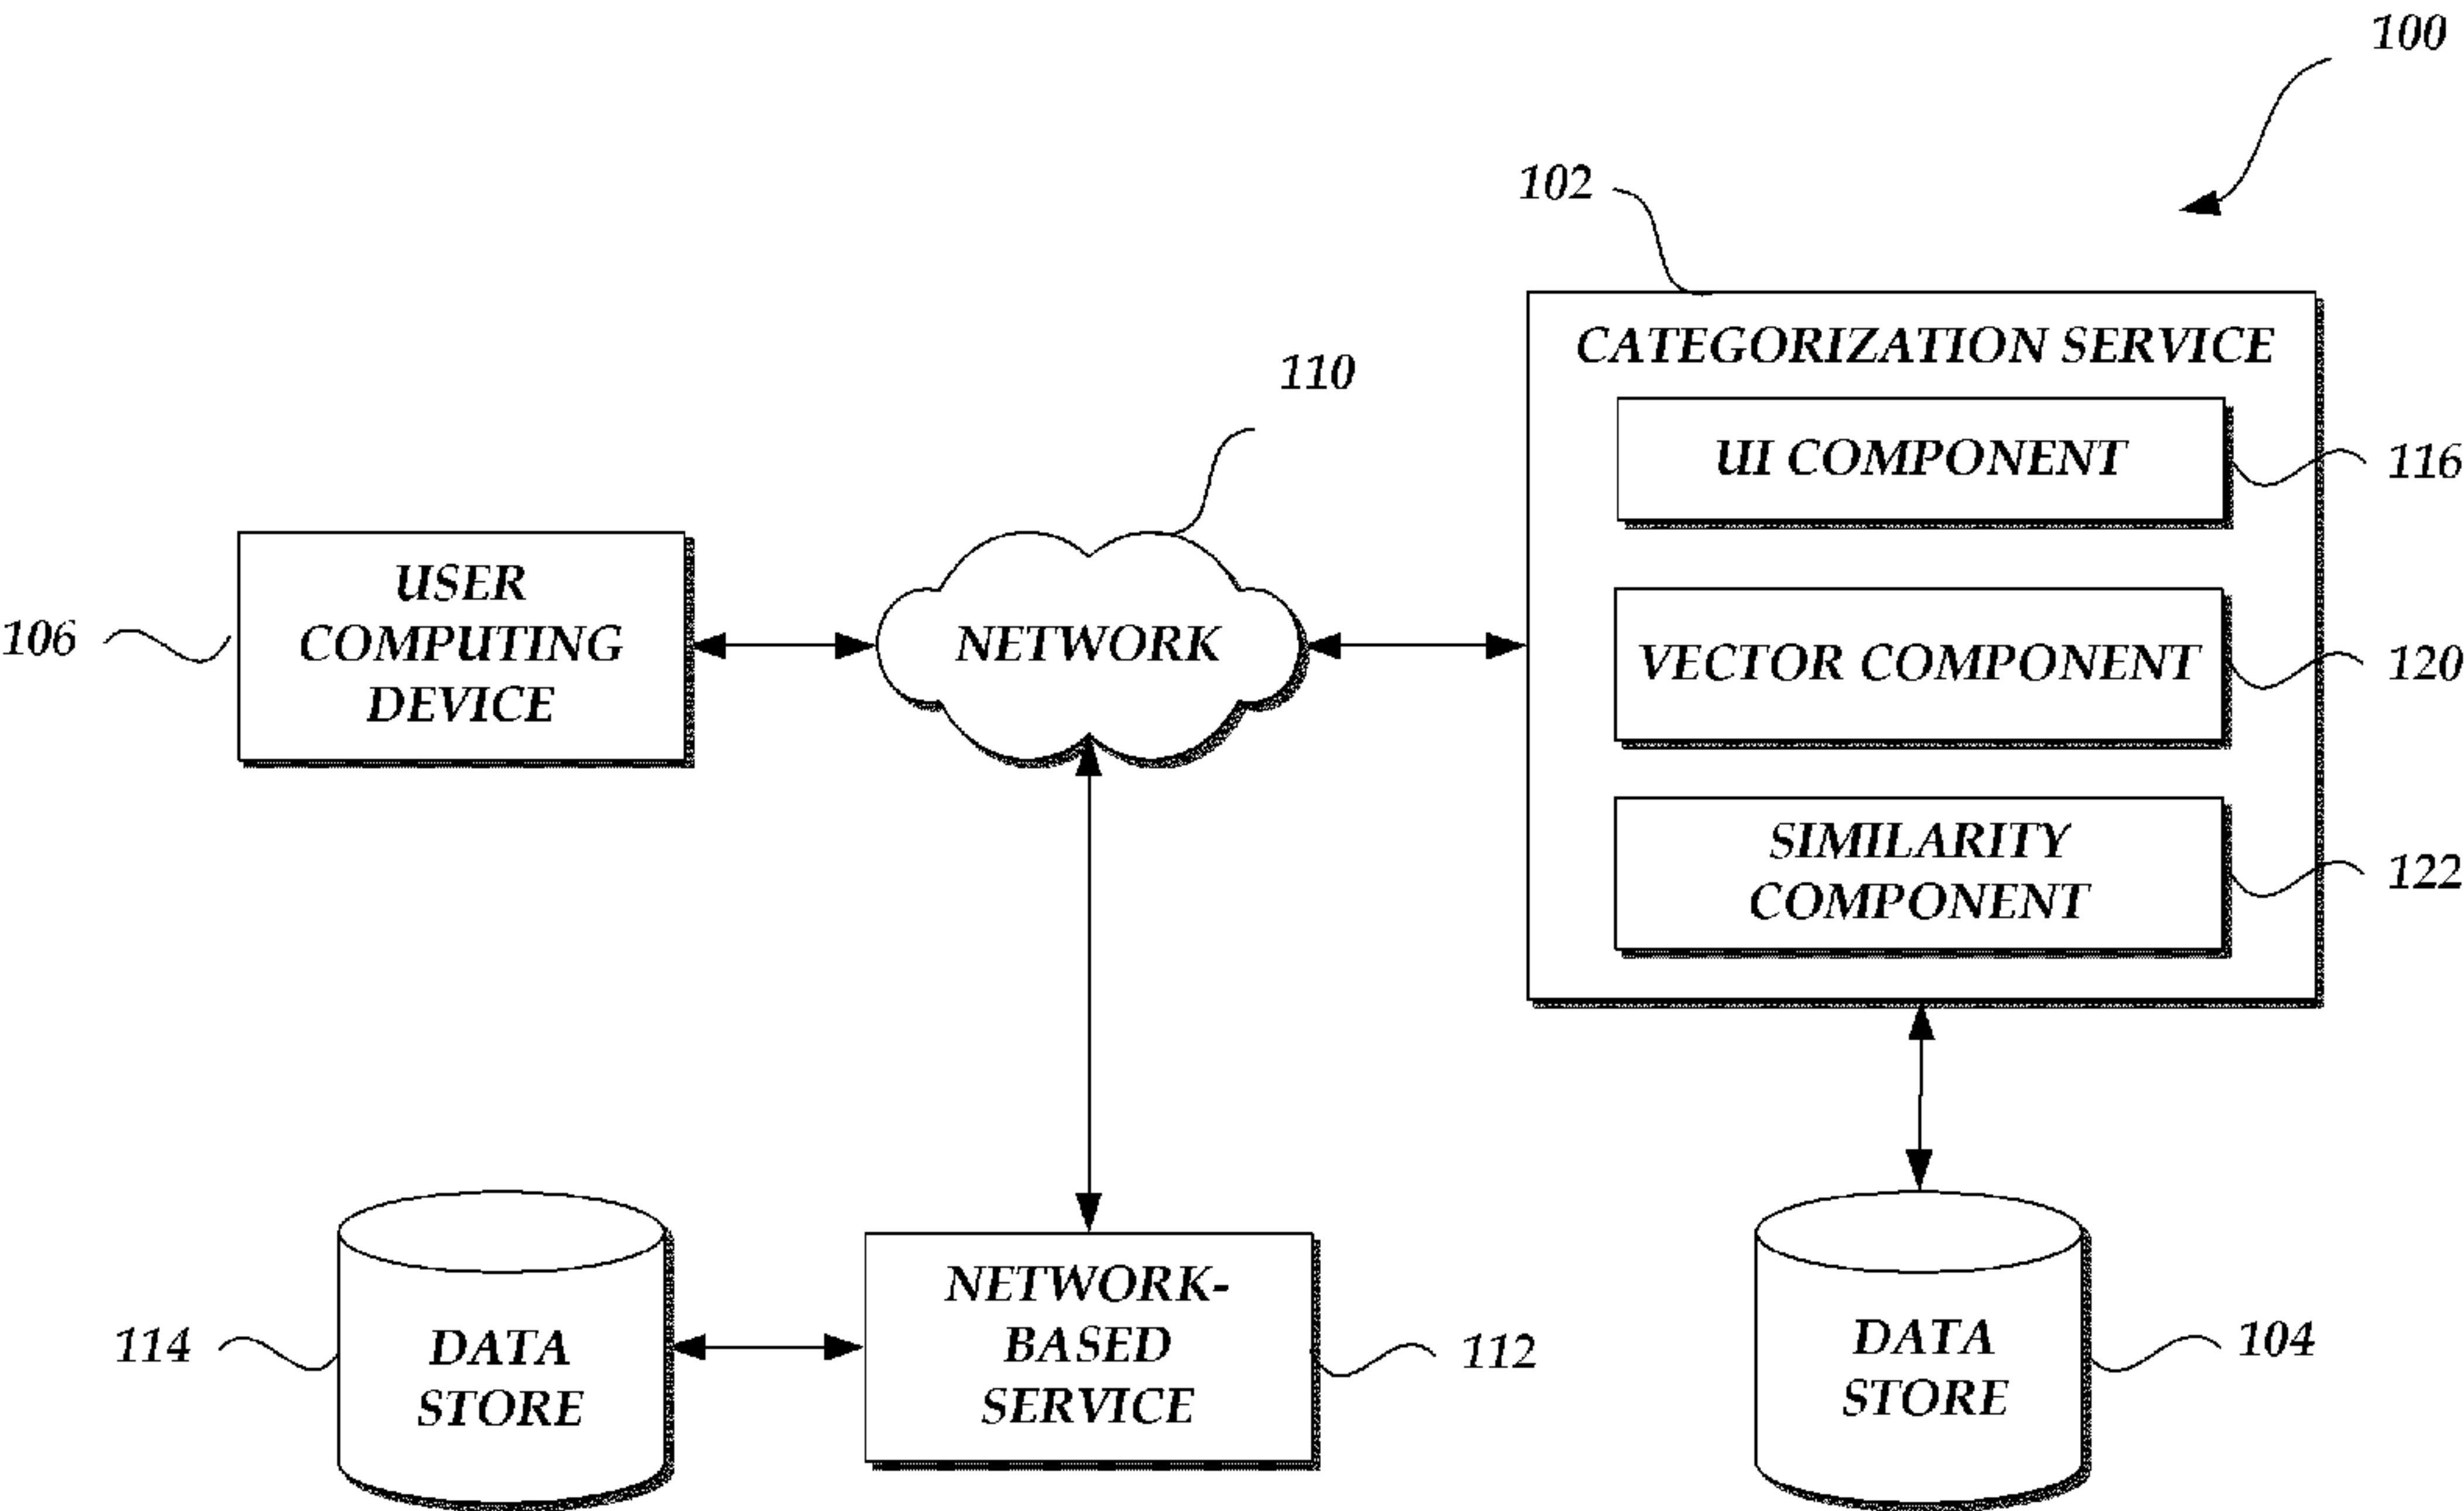 100
102
CATEGORIZATION SERVICE
110
UI COMPONENT
116
USER
COMPUTING
DEVICE
106
NETWORK
VECTOR COMPONENT
120
SIMILARITY
COMPONENT
122
114
DATA
STORE
NETWORK-
BASED
SERVICE
112
DATA
STORE
104